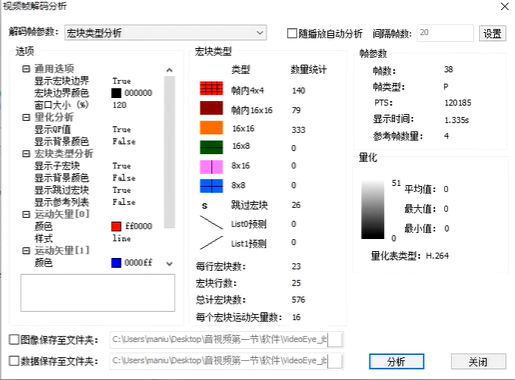 视频帧解码分析
解码帧参数： 宏块类型分析 随播放自动分析 间隔帧数： 20 设置
选项
通用选项
显示宏块边界 True
宏块边界颜色 000000
窗口大小 (%) 120
量化分析
显示QP值 True
显示背景颜色 False
宏块类型分析
显示子宏块 True
显示背景颜色 False
显示跳过宏块 True
显示参考列表 False
运动矢量[0]
颜色 ff0000
样式 line
运动矢量[1]
颜色 0000ff
宏块类型
类型 数量统计
帧内4x4 140
帧内16x16 79
16x16 333
16x8 0
8x16 0
8x8 0
S 跳过宏块 26
List0预测 0
List1预测 0
每行宏块数： 23
宏块行数： 25
总计宏块数： 576
每个宏块运动矢量数： 16
帧参数
帧数： 38
帧类型： P
PTS： 120185
显示时间： 1.335s
参考帧数量： 4
量化
51
0
平均值： 0
最大值： 0
最小值： 0
量化表类型： H.264
图像保存至文件夹： C:\Users\maniu\Desktop\音视频第一节\软件\VideoEye_
数据保存至文件夹： C:\Users\maniu\Desktop\音视频第一节\软件\VideoEye_
分析 关闭